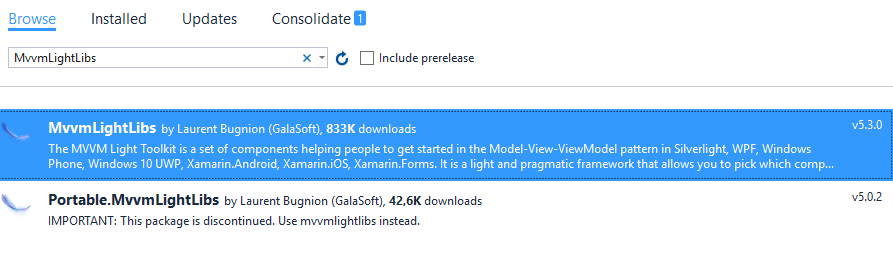 Browse Installed Updates Consolidate 1
MvvmLightLibs Include prerelease
MvvmLightLibs by Laurent Bugnion (GalaSoft), 833K downloads v5.3.0
The MVVM Light Toolkit is a set of components helping people to get started in the Model-View-ViewModel pattern in Silverlight, WPF, Windows
Phone, Windows 10 UWP, Xamarin.Android, Xamarin.iOS, Xamarin.Forms. It is a light and pragmatic framework that allows you to pick which comp...
Portable.MvvmLightLibs by Laurent Bugnion (GalaSoft), 42,6K downloads v5.0.2
IMPORTANT: This package is discontinued. Use mvvmlightlibs instead.